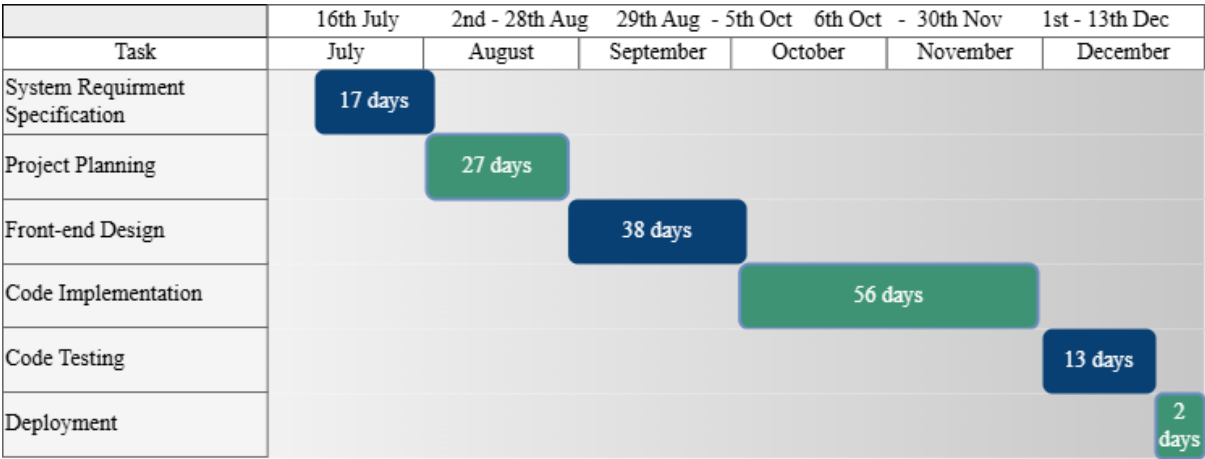 16th July 2nd - 28th Aug 29th Aug - 5th Oct 6th Oct - 30th Nov 1st - 13th Dec
Task July August September October November December
System Requirment
Specification
17 days
Project Planning
27 days
Front-end Design
38 days
Code Implementation
56 days
Code Testing
13 days
Deployment
2
days